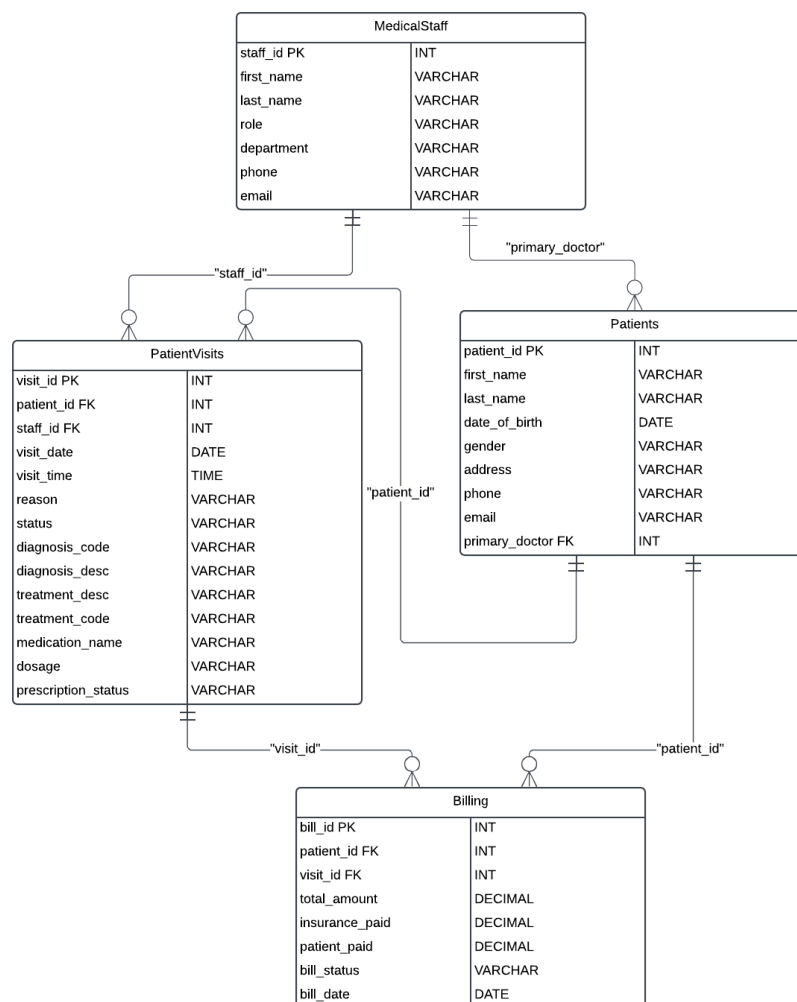 MedicalStaff
staff_id PK INT
first_name VARCHAR
last_name VARCHAR
role VARCHAR
department VARCHAR
phone VARCHAR
email VARCHAR
"primary_doctor"
"staff_id"
Patients
patient_id PK INT
first_name VARCHAR
last_name VARCHAR
date_of_birth DATE
gender VARCHAR
address VARCHAR
phone VARCHAR
email VARCHAR
primary_doctor FK INT
PatientVisits
visit_id PK INT
patient_id FK INT
staff_id FK INT
visit_date DATE
visit_time TIME
reason VARCHAR
status VARCHAR
diagnosis_code VARCHAR
diagnosis_desc VARCHAR
treatment_desc VARCHAR
treatment_code VARCHAR
medication_name VARCHAR
dosage VARCHAR
prescription_status VARCHAR
"patient_id"
"visit_id"
"patient_id"
Billing
bill_id PK INT
patient_id FK INT
visit_id FK INT
total_amount DECIMAL
insurance_paid DECIMAL
patient_paid DECIMAL
bill_status VARCHAR
bill_date DATE